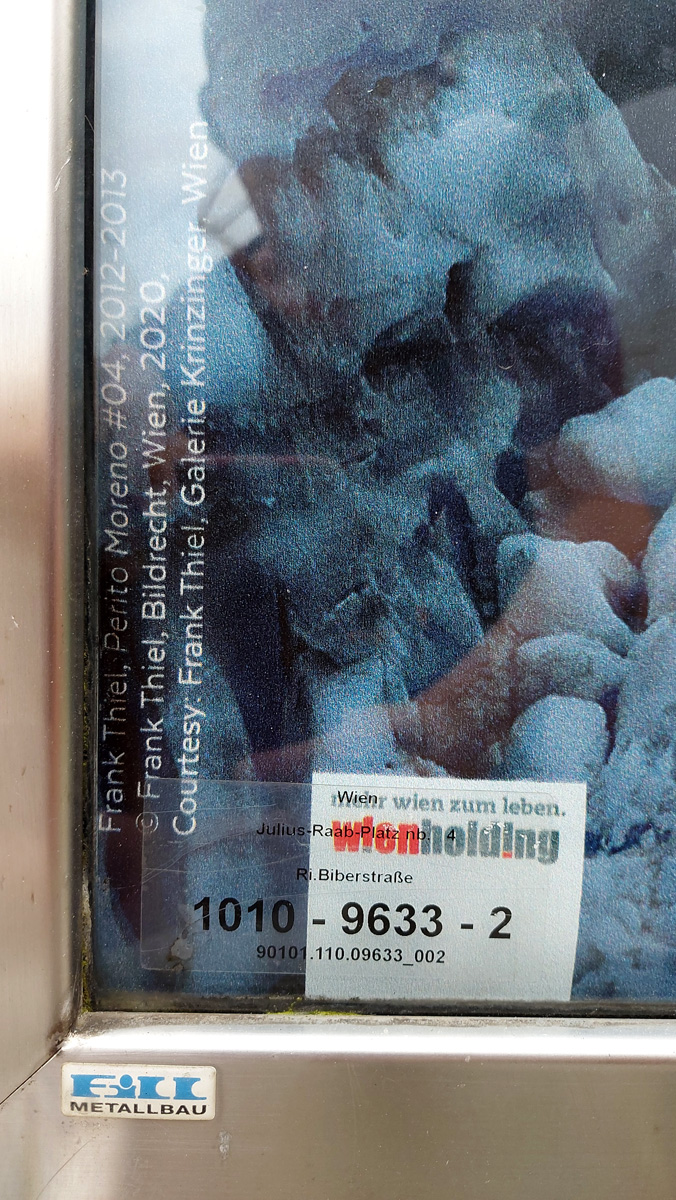 Frank Thiel, Perito Moreno #04, 2012-2013
© Frank Thiel, Bildrecht, Wien, 2020,
Courtesy: Frank Thiel, Galerie Krinzinger, Wien
mehr wien zum leben.
wienholding
Wien
Julius-Raab-Platz nb. 4
Ri.Biberstraße
1010 - 9633 - 2
90101.110.09633_002
Fill
METALLBAU